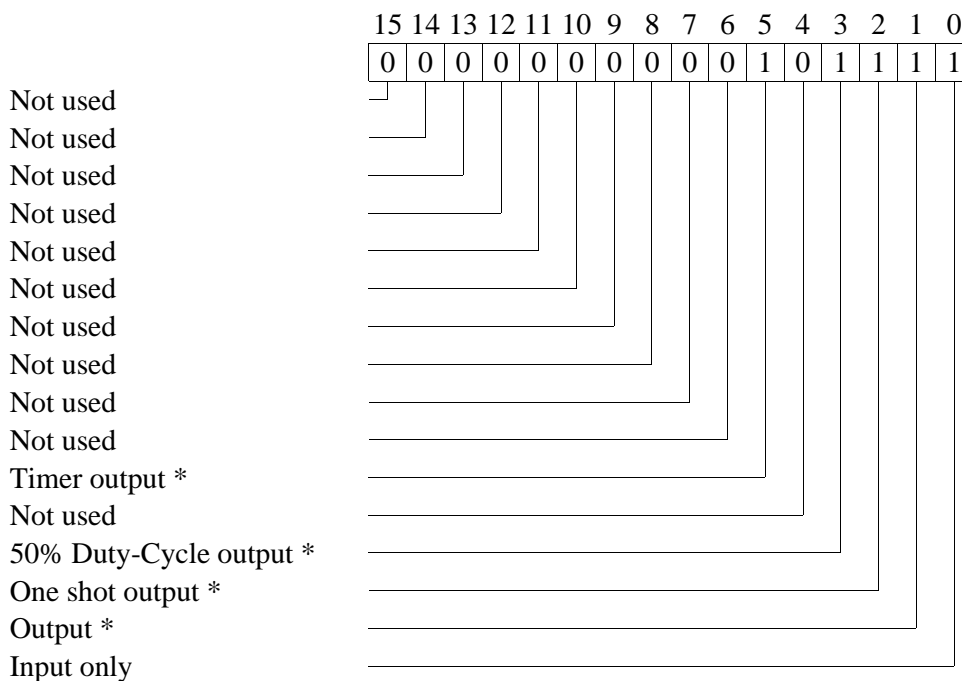 15 14 13 12 11 10 9 8 7 6 5 4 3 2 1 0
0 0 0 0 0 0 0 0 0 0 1 0 1 1 1 1
Not used
Not used
Not used
Not used
Not used
Not used
Not used
Not used
Not used
Not used
Timer output *
Not used
50% Duty-Cycle output *
One shot output *
Output *
Input only